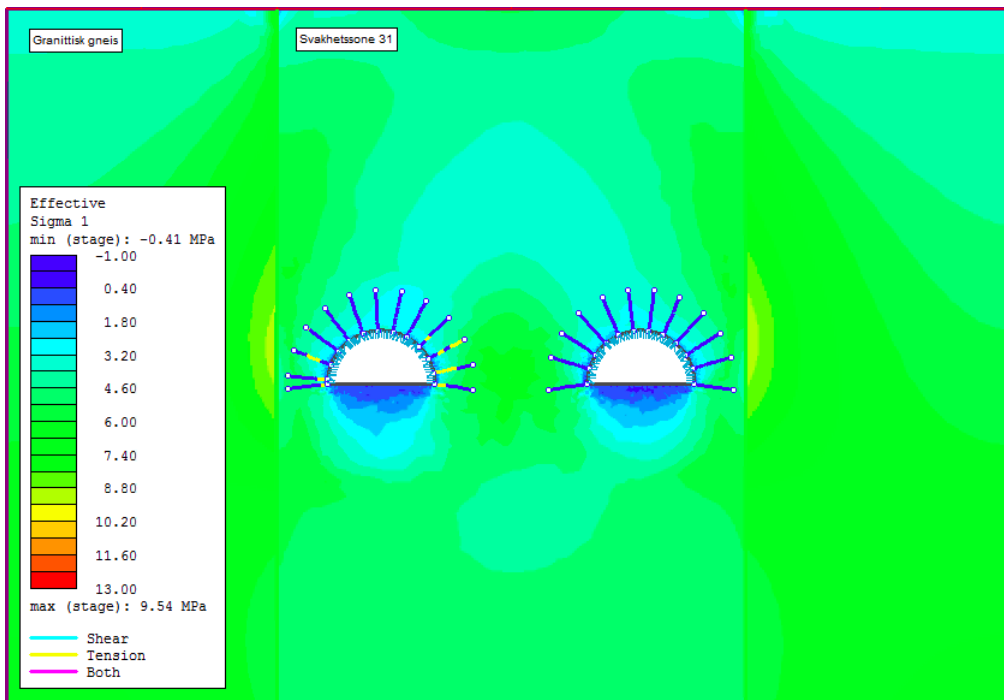 Granittisk gneis
Svakhetssone 31
Effective
Sigma 1
min (stage): -0.41 MPa
-1.00
0.40
1.80
3.20
4.60
6.00
7.40
8.80
10.20
11.60
13.00
max (stage): 9.54 MPa
Shear
Tension
Both